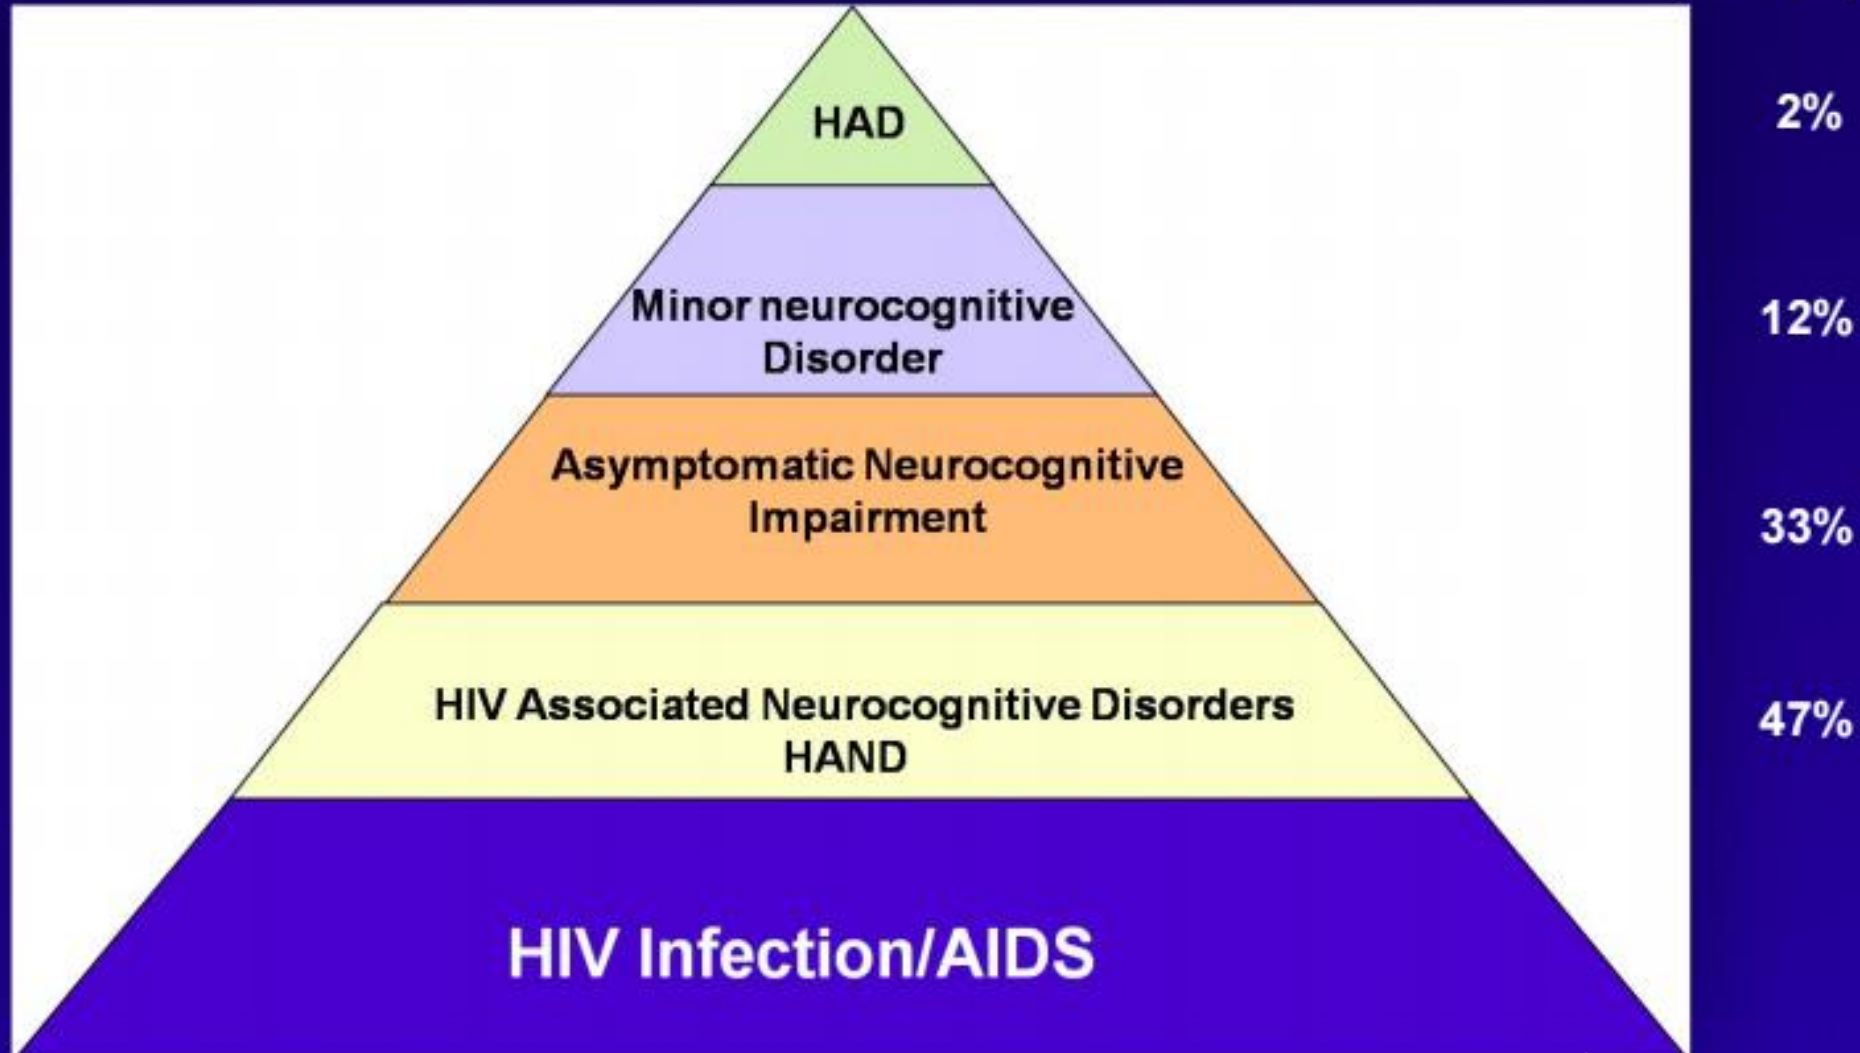 HAD
2%
Minor neurocognitive
Disorder
12%
Asymptomatic Neurocognitive
Impairment
33%
HIV Associated Neurocognitive Disorders
HAND
47%
HIV Infection/AIDS